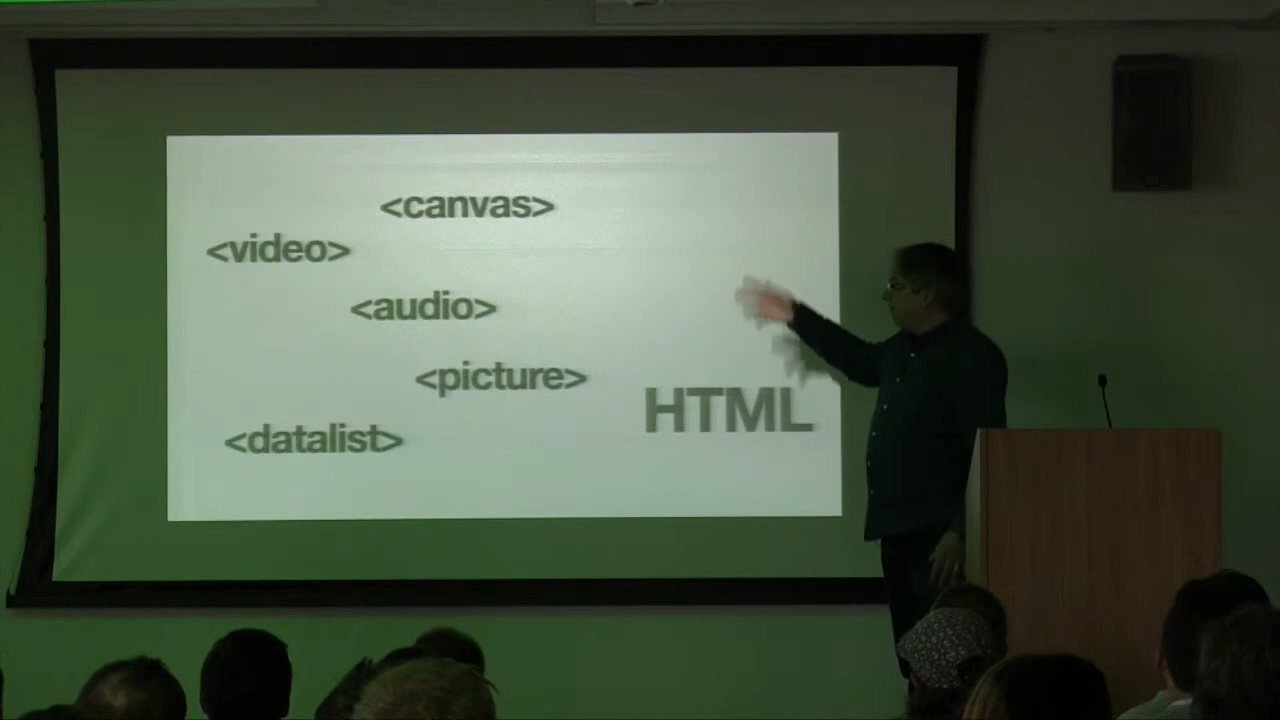 <canvas>
<video>
<audio>
<picture>
<datalist>
HTML